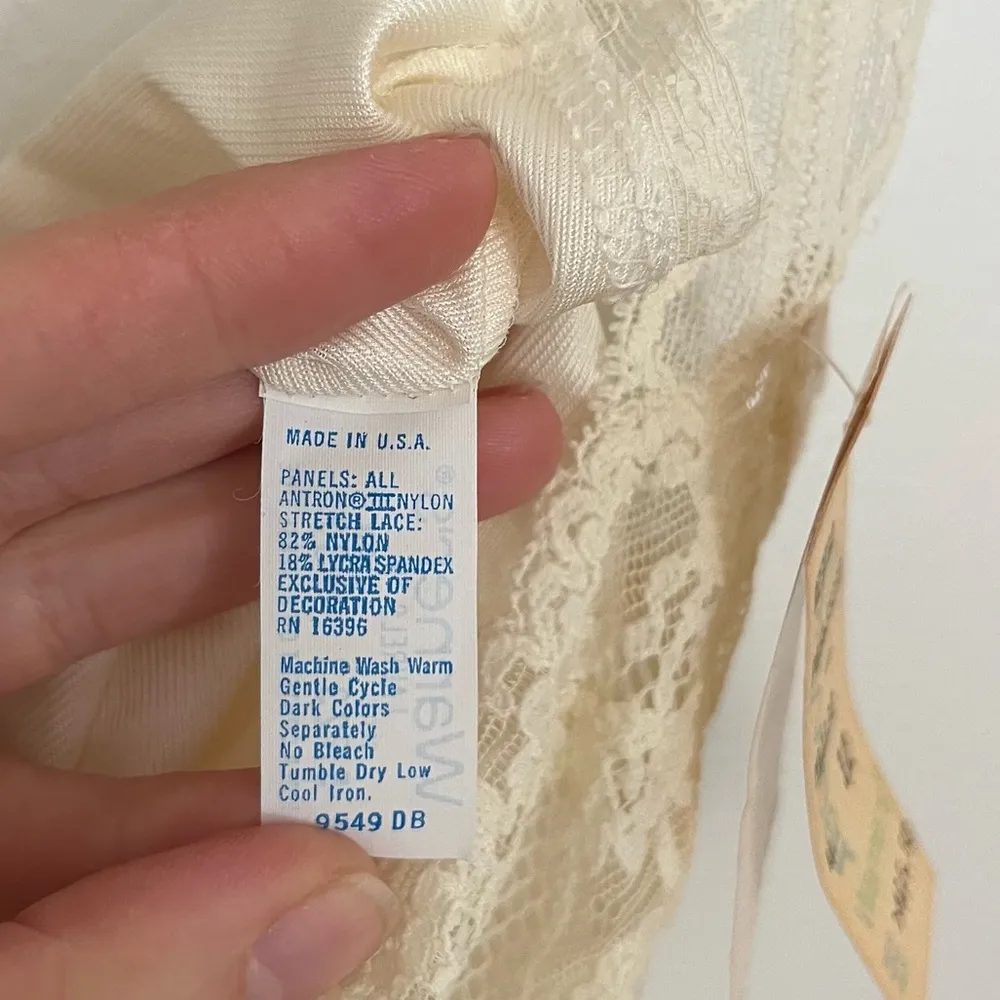 MADE IN U.S.A.
PANELS: ALL
ANTRON® III NYLON
STRETCH LACE:
82% NYLON
18% LYCRA SPANDEX
EXCLUSIVE OF
DECORATION
RN 16396
Machine Wash Warm
Gentle Cycle
Dark Colors
Separately
No Bleach
Tumble Dry Low
Cool Iron.
9549 DB
warner's®